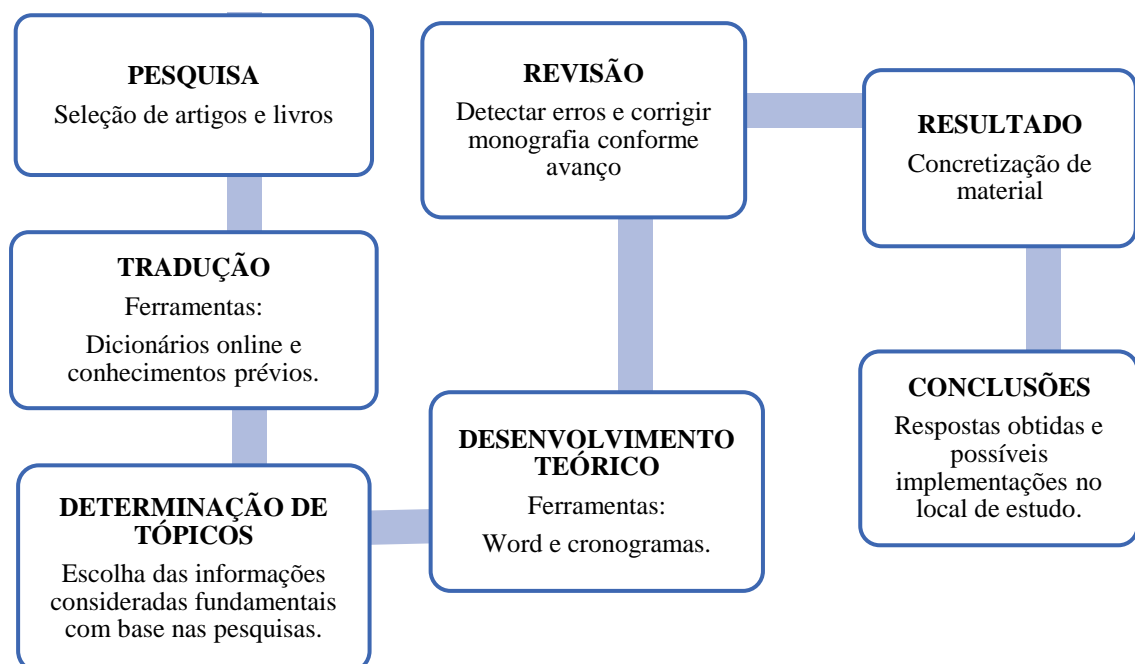 PESQUISA
Seleção de artigos e livros
TRADUÇÃO
Ferramentas:
Dicionários online e
conhecimentos prévios.
DETERMINAÇÃO DE
TÓPICOS
Escolha das informações
consideradas fundamentais
com base nas pesquisas.
DESENVOLVIMENTO
TEÓRICO
Ferramentas:
Word e cronogramas.
REVISÃO
Detectar erros e corrigir
monografia conforme
avanço
RESULTADO
Concretização de
material
CONCLUSÕES
Respostas obtidas e
possíveis
implementações no
local de estudo.